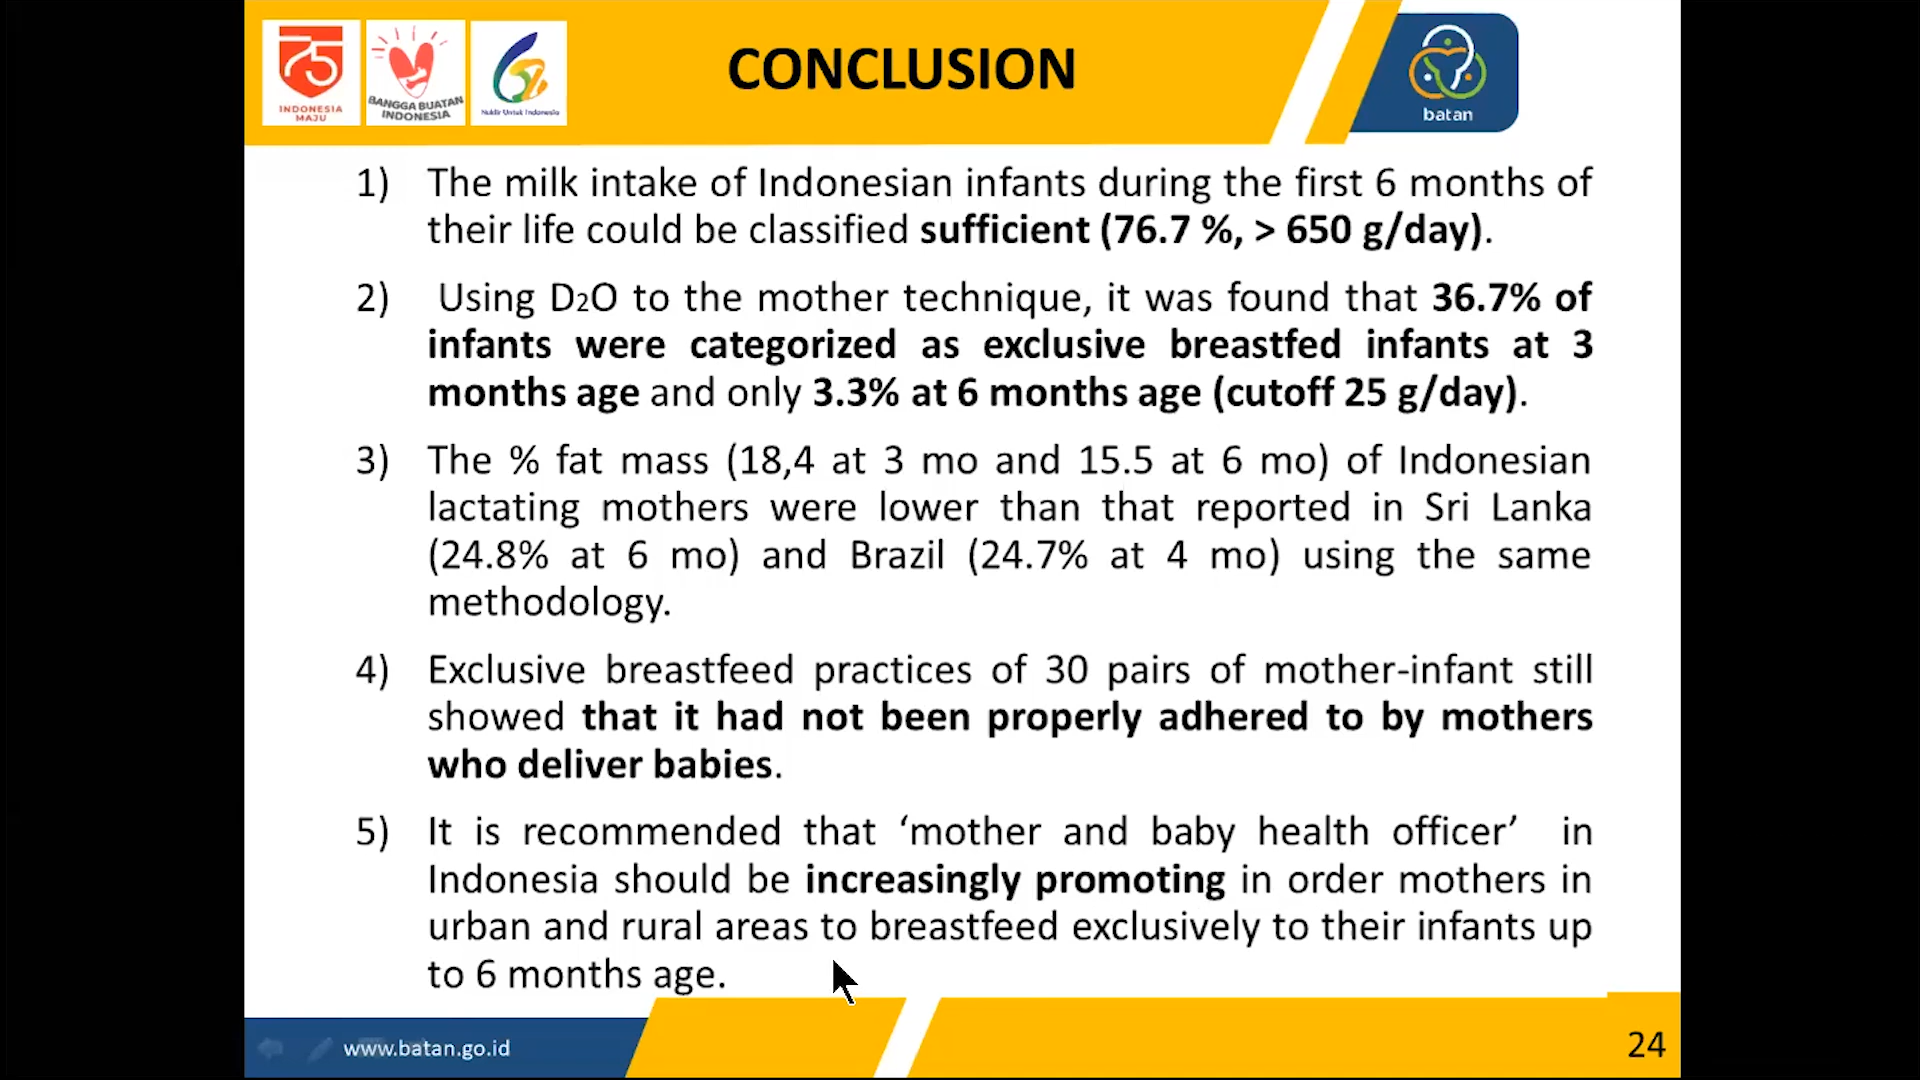 75
INDONESIA
MAJU
BANGGA BUATAN
INDONESIA
Nuklir Untuk Indonesia
CONCLUSION
batan
1) The milk intake of Indonesian infants during the first 6 months of
their life could be classified sufficient (76.7 %, > 650 g/day).
2) Using D2O to the mother technique, it was found that 36.7% of
infants were categorized as exclusive breastfed infants at 3
months age and only 3.3% at 6 months age (cutoff 25 g/day).
3) The % fat mass (18,4 at 3 mo and 15.5 at 6 mo) of Indonesian
lactating mothers were lower than that reported in Sri Lanka
(24.8% at 6 mo) and Brazil (24.7% at 4 mo) using the same
methodology.
4) Exclusive breastfeed practices of 30 pairs of mother-infant still
showed that it had not been properly adhered to by mothers
who deliver babies.
5) It is recommended that ‘mother and baby health officer’ in
Indonesia should be increasingly promoting in order mothers in
urban and rural areas to breastfeed exclusively to their infants up
to 6 months age.
www.batan.go.id
24